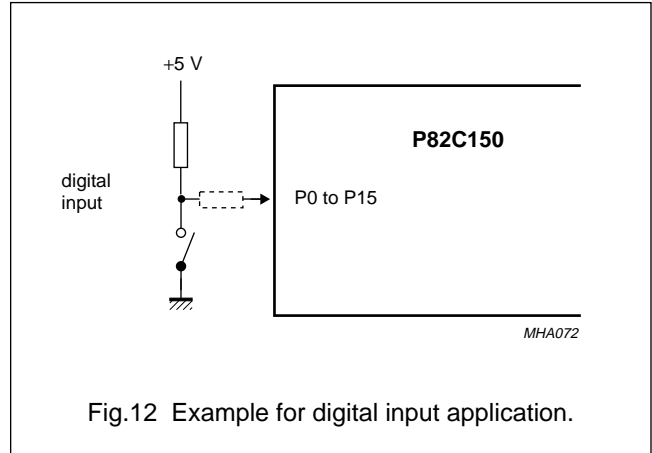 +5 V
P82C150
digital
input
P0 to P15
MHA072
Fig.12 Example for digital input application.